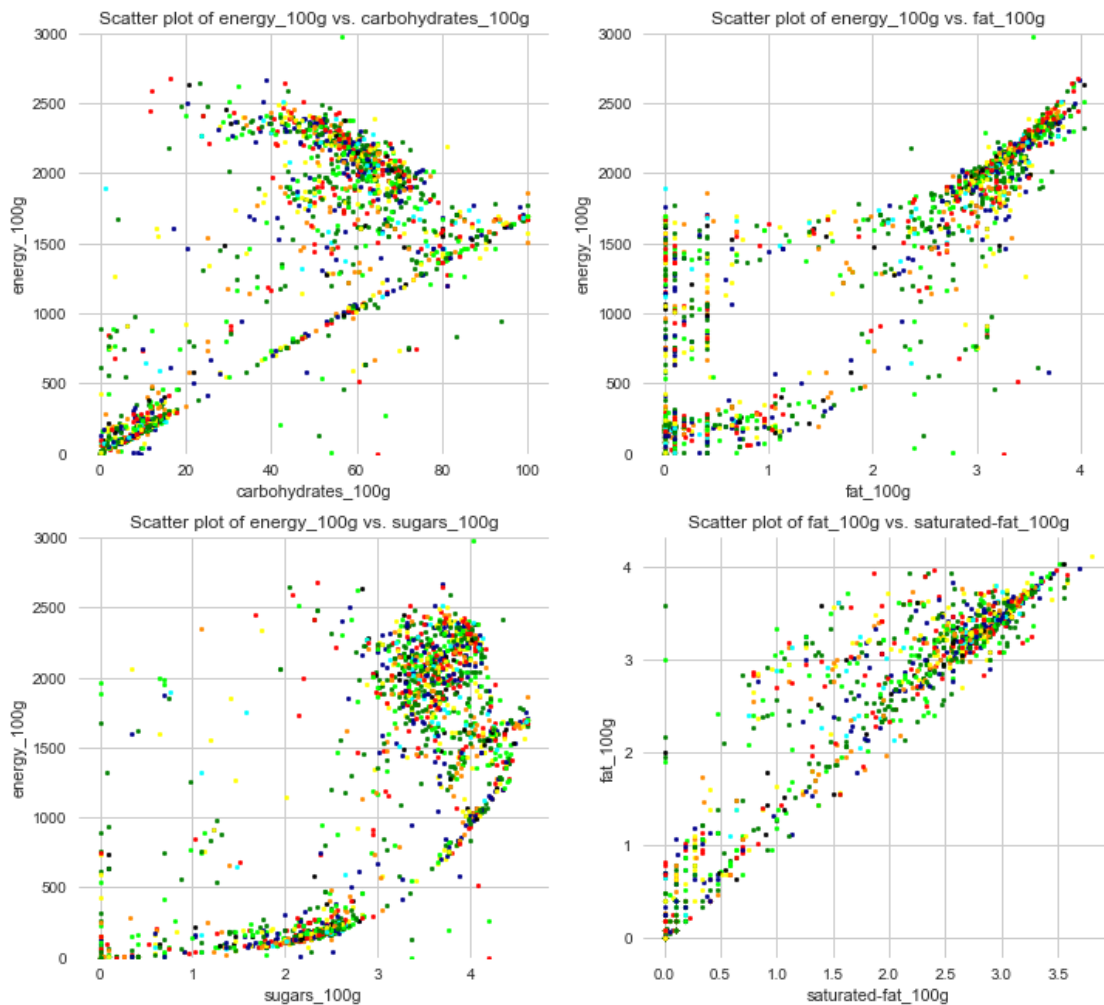 Scatter plot of energy_100g vs. carbohydrates_100g
3000
2500
2000
1500
1000
500
0
energy_100g
0 20 40 60 80 100
carbohydrates_100g
Scatter plot of energy_100g vs. fat_100g
3000
2500
2000
1500
1000
500
0
energy_100g
0 1 2 3 4
fat_100g
Scatter plot of energy_100g vs. sugars_100g
3000
2500
2000
1500
1000
500
0
energy_100g
0 1 2 3 4
sugars_100g
Scatter plot of fat_100g vs. saturated-fat_100g
4
3
2
1
0
fat_100g
0.0 0.5 1.0 1.5 2.0 2.5 3.0 3.5
saturated-fat_100g